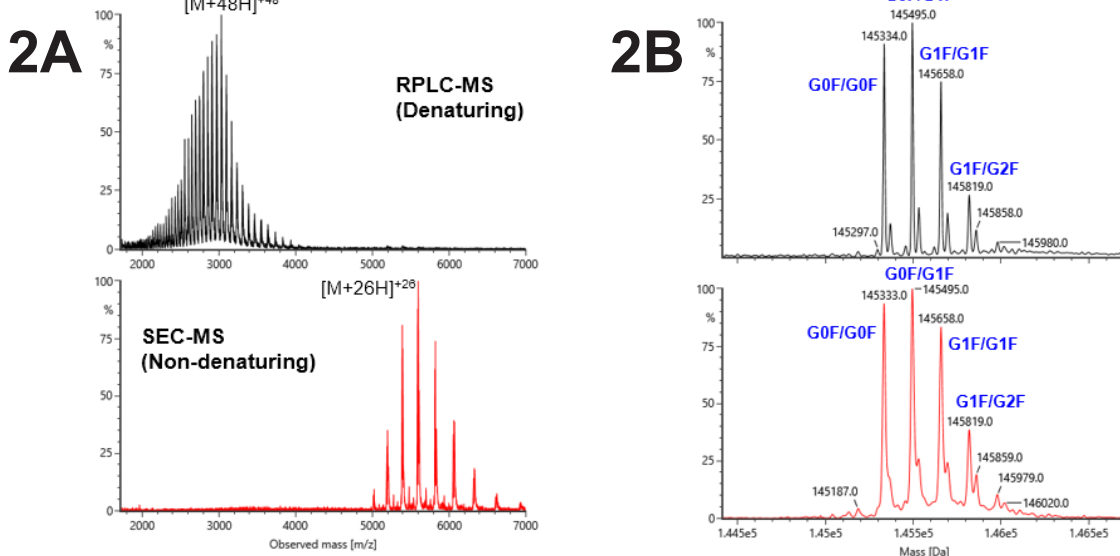 2A
[M+48H]+48
100
%
75
50
25
0
RPLC-MS
(Denaturing)
2000 3000 4000 5000 6000 7000
[M+26H]+26
100
%
75
50
25
0
SEC-MS
(Non-denaturing)
2000 3000 4000 5000 6000 7000
Observed mass [m/z]
2B
100
%
75
50
25
145495.0
145334.0
G1F/G1F
145658.0
G0F/G0F
G1F/G2F
145819.0
145858.0
145297.0
145980.0
G0F/G1F
100
%
75
50
25
0
145333.0
145495.0
145658.0
G0F/G0F
G1F/G1F
G1F/G2F
145819.0
145859.0
145979.0
145187.0
146020.0
1.445e5 1.45e5 1.455e5 1.46e5 1.465e5
Mass [Da]